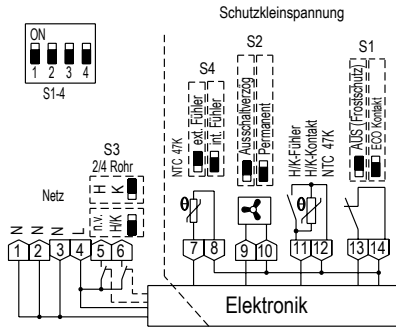 Schutzkleinspannung
ON
1 2 3 4
S1-4
S3
2/4 Rohr
H K
n.v. H/K
Netz
N N N L
1 2 3 4 5 6
S4
ext. Fühler
int. Fühler
NTC 47K
θ
7 8
S2
Ausschaltverzög
Permanent
9 10
H/K-Fühler
H/K-Kontakt
NTC 47K
θ
11 12
S1
AUS (Frostschutz)
ECO Kontakt
13 14
Elektronik